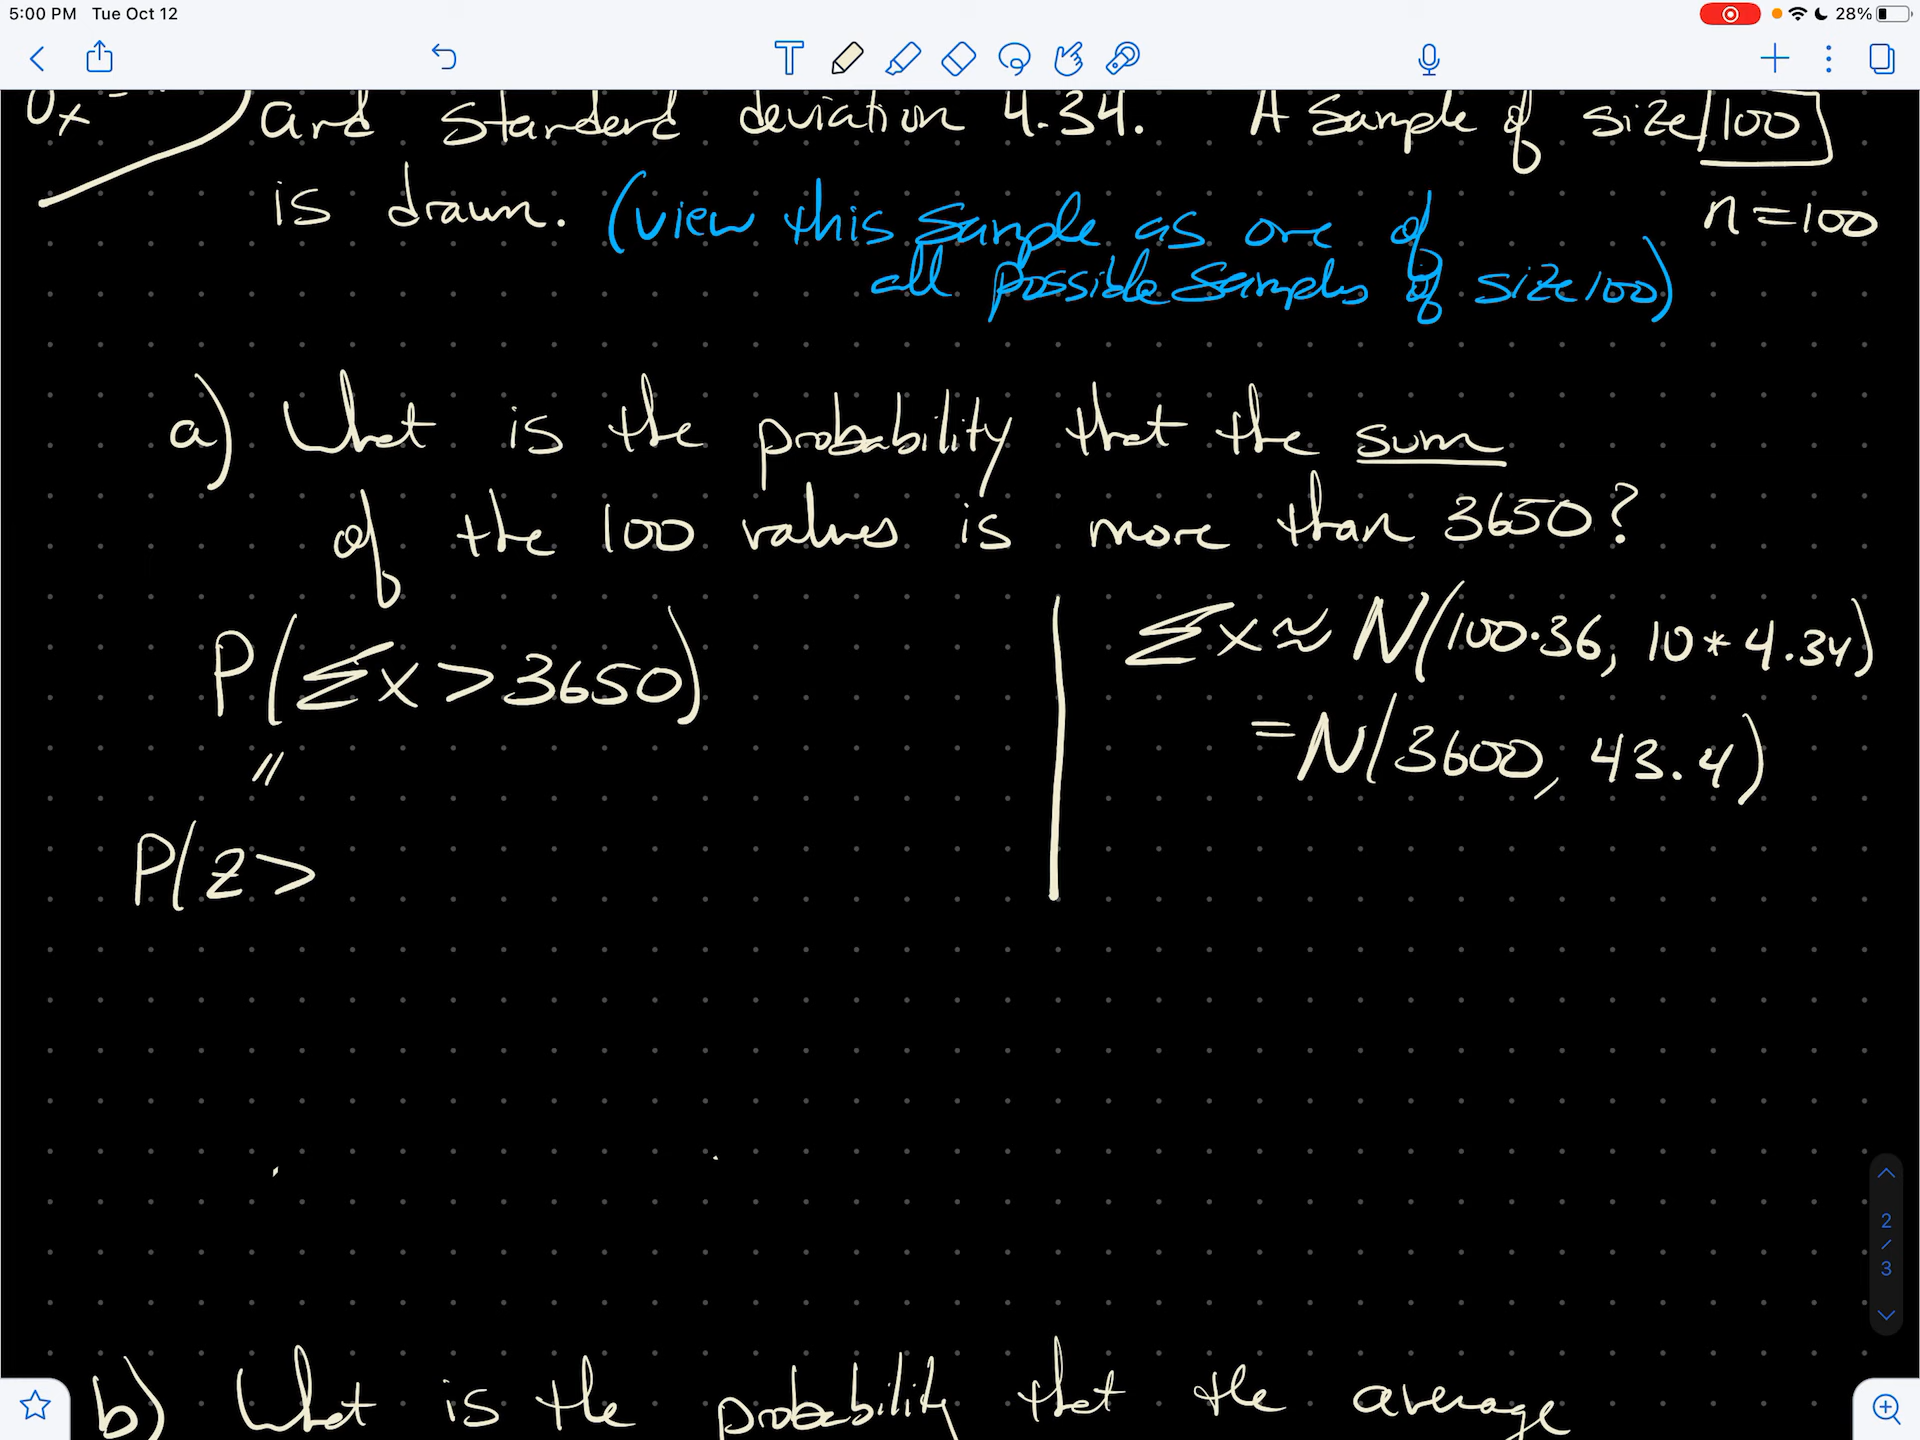 5:00 PM Tue Oct 12 28%
σx = and standard deviation 4.34. A sample of size 100
is drawn. (view this sample as one of n=100
all possible samples of size 100)
a) What is the probability that the sum
of the 100 values is more than 3650?
P(Σx > 3650) Σx ≈ N(100·36, 10*4.34)
= = N(3600, 43.4)
P(z >
2
/
3
b) What is the probability that the average